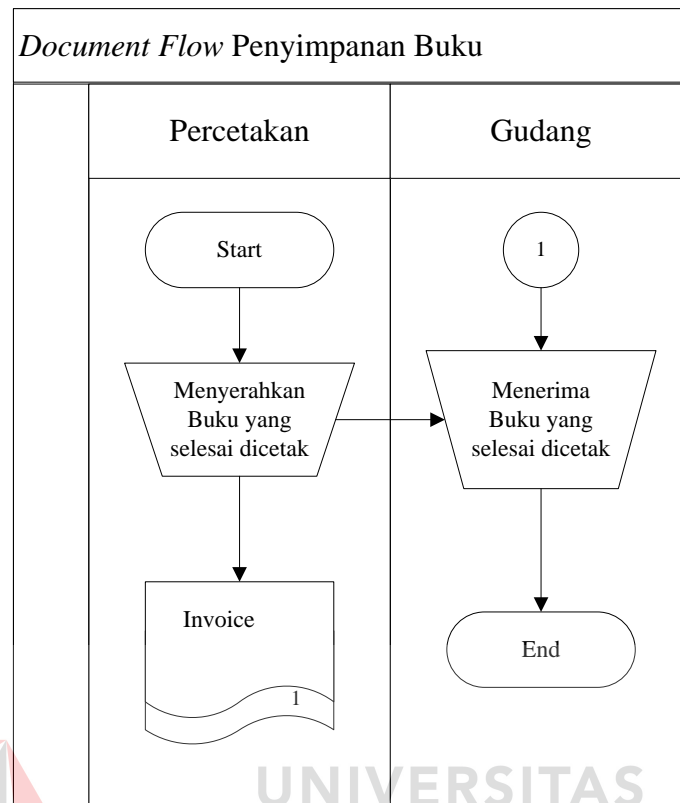 Document Flow Penyimpanan Buku
Percetakan
Gudang
Start
1
Menyerahkan
Buku yang
selesai dicetak
Menerima
Buku yang
selesai dicetak
Invoice
1
End
UNIVERSITAS